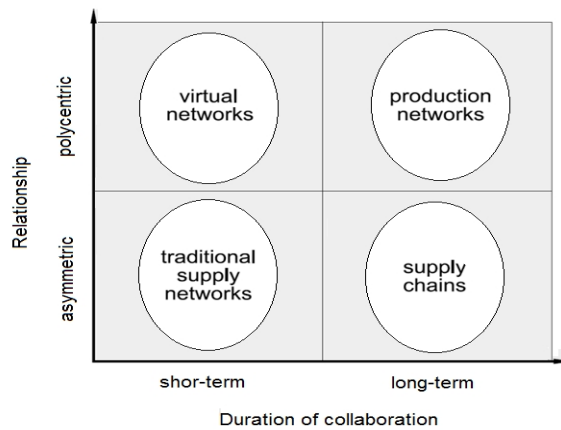 Relationship
polycentric
asymmetric
virtual
networks
production
networks
traditional
supply
networks
supply
chains
shor-term
long-term
Duration of collaboration